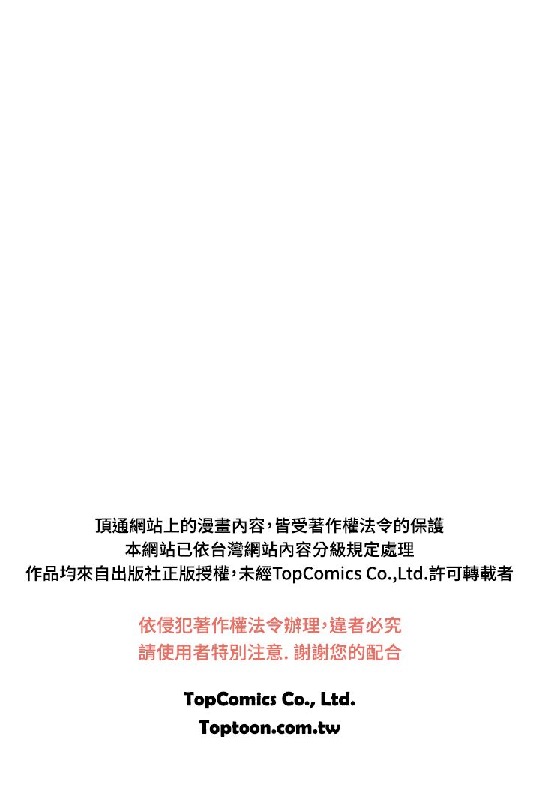 頂通網站上的漫畫內容，皆受著作權法令的保護
本網站已依台灣網站內容分級規定處理
作品均來自出版社正版授權，未經TopComics Co.,Ltd.許可轉載者
依侵犯著作權法令辦理，違者必究
請使用者特別注意. 謝謝您的配合
TopComics Co., Ltd.
Toptoon.com.tw